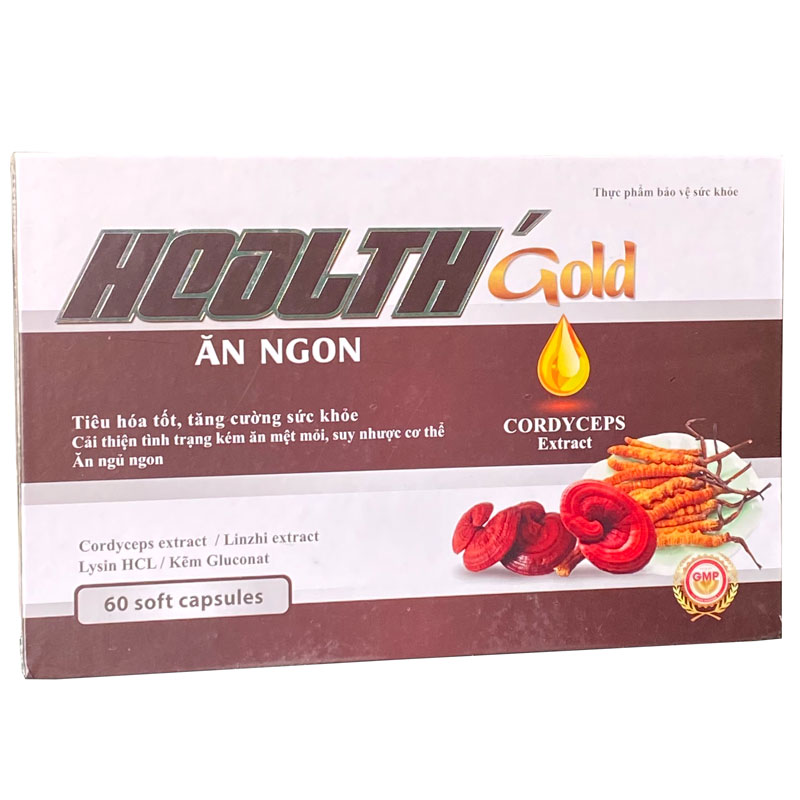 Thực phẩm bảo vệ sức khỏe
HEALTH' Gold
ĂN NGON
Tiêu hóa tốt, tăng cường sức khỏe
Cải thiện tình trạng kém ăn mệt mỏi, suy nhược cơ thể
Ăn ngủ ngon
CORDYCEPS
Extract
Cordyceps extract / Linzhi extract
Lysin HCL / Kẽm Gluconat
60 soft capsules
GMP